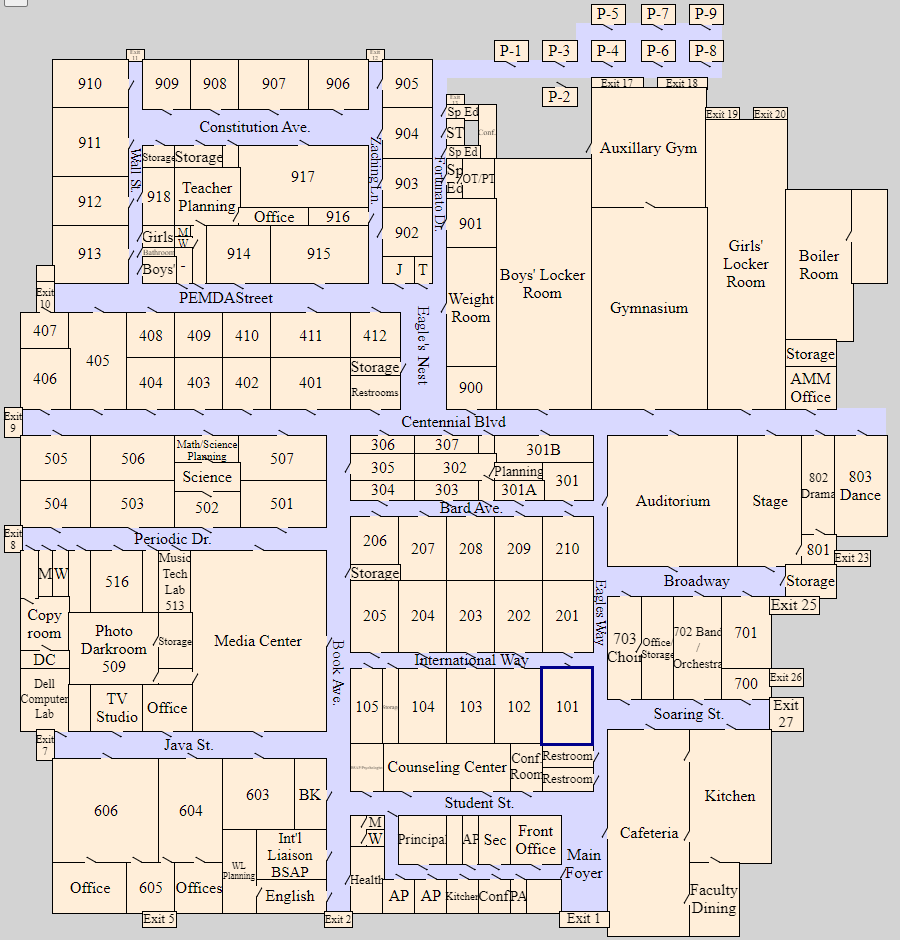 P-5
P-7
P-9
P-1
P-3
P-4
P-6
P-8
P-2
Exit 17
Exit 18
Exit 19
Exit 20
Exit
11
Exit
12
Exit
13
910
909
908
907
906
905
Constitution Ave.
911
Wall St.
Zaching Ln.
Fortunato Dr.
904
Sp Ed
ST
Conf.
Sp Ed
Sp
Ed
OT/PT
Storage
Storage
917
918
Teacher
Planning
Office
916
903
902
912
913
Girls
M
W
Bathroom
Boys'
-
914
915
J
T
901
Weight
Room
900
Boys' Locker
Room
Auxillary Gym
Gymnasium
Girls'
Locker
Room
Boiler
Room
Storage
AMM
Office
Exit
10
PEMDAStreet
Eagle's Nest
407
406
405
408
409
410
411
412
404
403
402
401
Storage
Restrooms
Exit
9
Centennial Blvd
505
506
Math/Science
Planning
507
Science
504
503
502
501
306
307
301B
305
302
Planning
301
304
303
301A
Bard Ave.
Auditorium
Stage
802
Drama
803
Dance
801
Exit 23
Storage
Exit
8
Periodic Dr.
Broadway
Exit 25
M
W
516
Music
Tech
Lab
513
Media Center
Copy
room
Photo
Darkroom
509
Storage
DC
Dell
Computer
Lab
TV
Studio
Office
206
207
208
209
210
Storage
205
204
203
202
201
Eagles Way
International Way
Book Ave.
703
Choir
Office/
Storage
702 Band
/
Orchestra
701
700
Exit 26
Exit
27
Soaring St.
105
Storage
104
103
102
101
Counseling Center
Conf
Room
Restroom
Restroom
Exit
7
Java St.
Student St.
606
604
603
BK
WL
Planning
Int'l
Liaison
BSAP
English
Office
605
Offices
M
W
Health
Principal
AP
Sec
Front
Office
AP
AP
Kitchen
Conf
PA
Main
Foyer
Cafeteria
Kitchen
Faculty
Dining
Exit 5
Exit 2
Exit 1